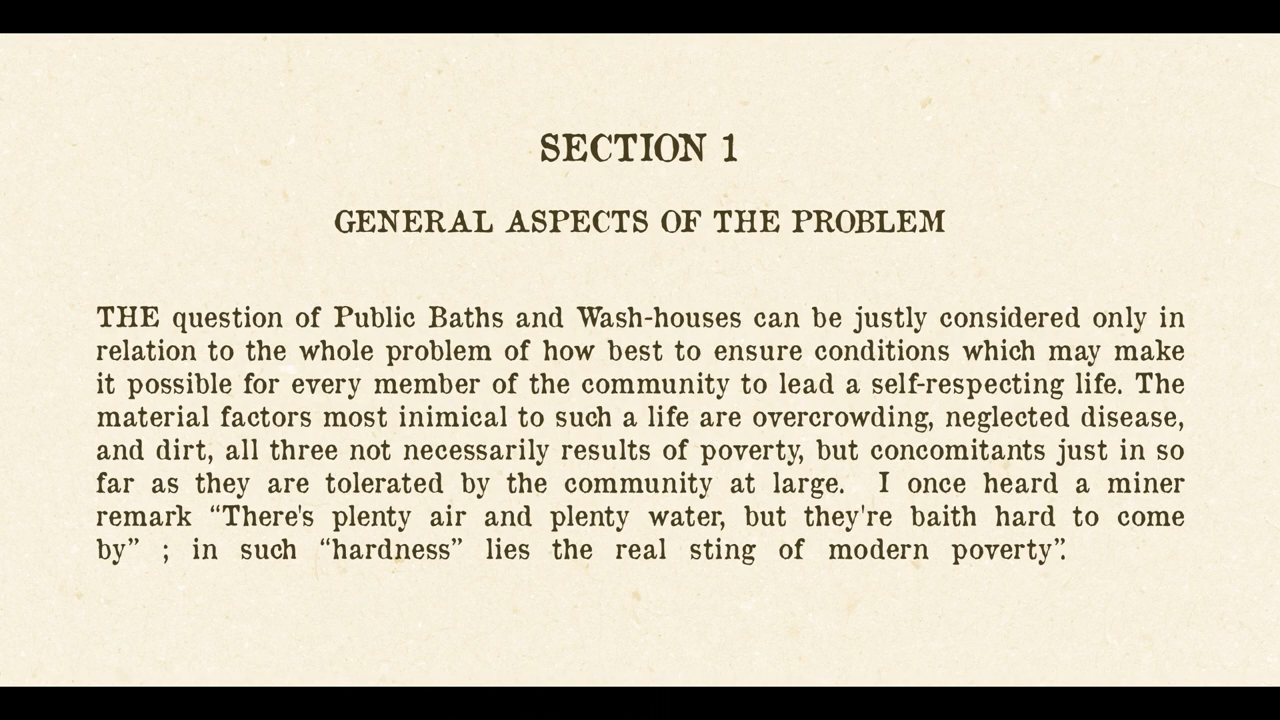 SECTION 1
GENERAL ASPECTS OF THE PROBLEM
THE question of Public Baths and Wash-houses can be justly considered only in
relation to the whole problem of how best to ensure conditions which may make
it possible for every member of the community to lead a self-respecting life. The
material factors most inimical to such a life are overcrowding, neglected disease,
and dirt, all three not necessarily results of poverty, but concomitants just in so
far as they are tolerated by the community at large. I once heard a miner
remark “There's plenty air and plenty water, but they're baith hard to come
by” ; in such “hardness” lies the real sting of modern poverty”.